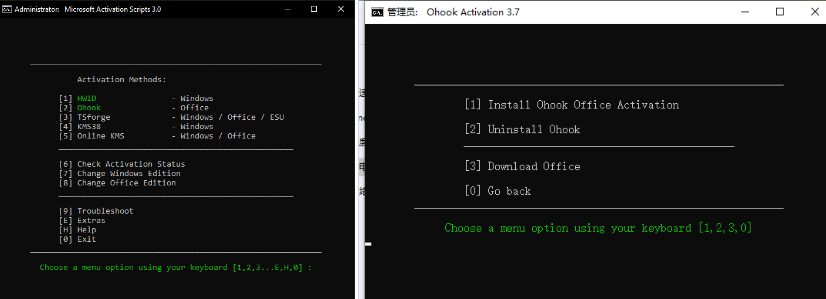 Administrator: Microsoft Activation Scripts 3.0
Activation Methods:
[1] HWID - Windows
[2] Ohook - Office
[3] TSforge - Windows / Office / ESU
[4] KMS38 - Windows
[5] Online KMS - Windows / Office
[6] Check Activation Status
[7] Change Windows Edition
[8] Change Office Edition
[9] Troubleshoot
[E] Extras
[H] Help
[0] Exit
Choose a menu option using your keyboard [1,2,3...E,H,0] :
管理员: Ohook Activation 3.7
[1] Install Ohook Office Activation
[2] Uninstall Ohook
[3] Download Office
[0] Go back
Choose a menu option using your keyboard [1,2,3,0]